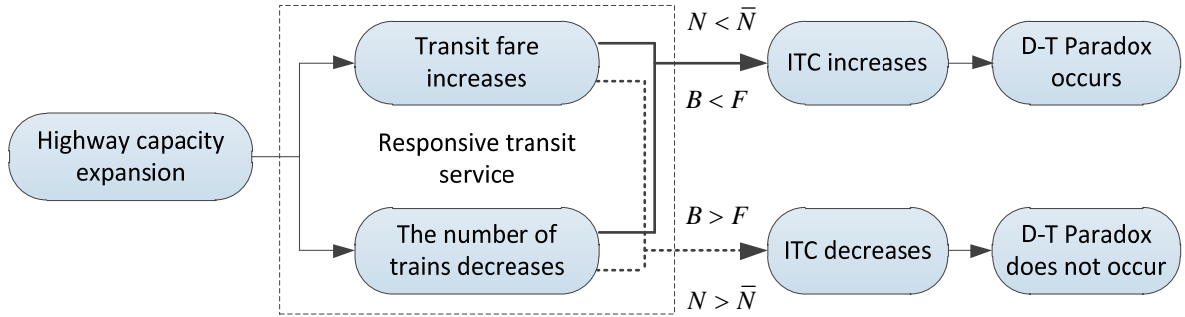 Highway capacity
expansion
Transit fare
increases
Responsive transit
service
The number of
trains decreases
N < N̅
B < F
B > F
N > N̅
ITC increases
D-T Paradox
occurs
ITC decreases
D-T Paradox
does not occur